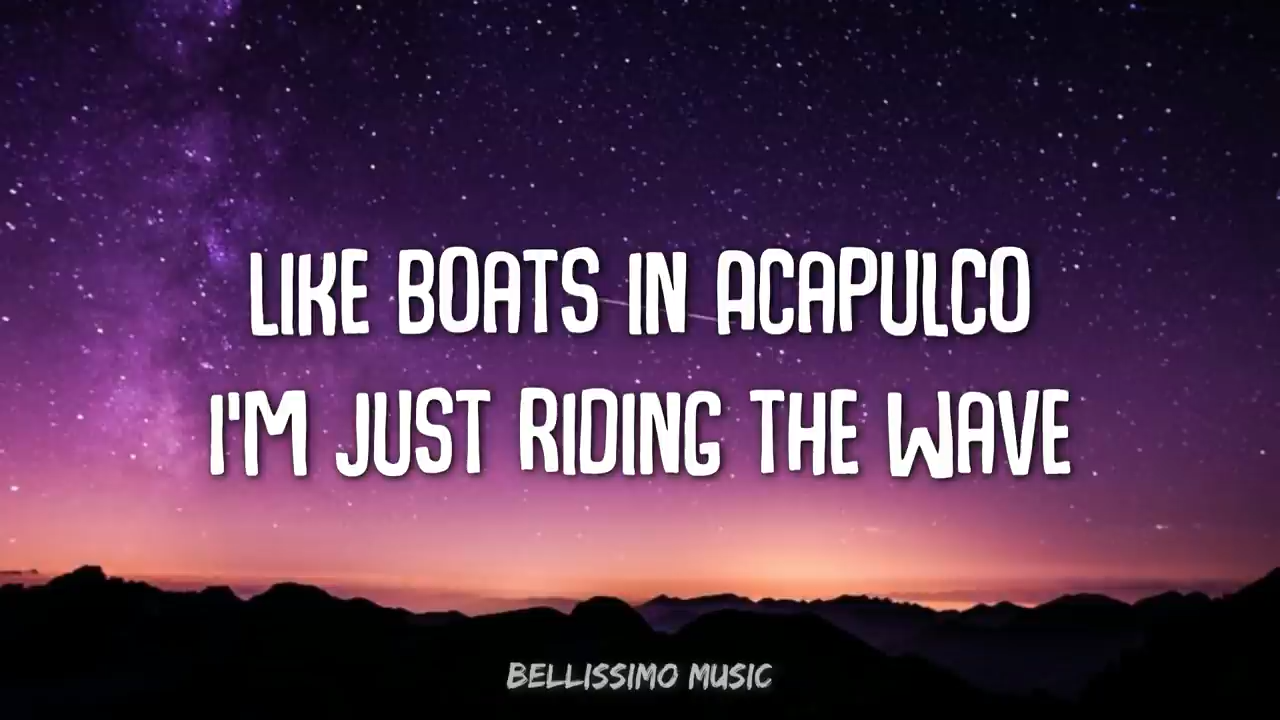 LIKE BOATS IN ACAPULCO
I'M JUST RIDING THE WAVE
BELLISSIMO MUSIC